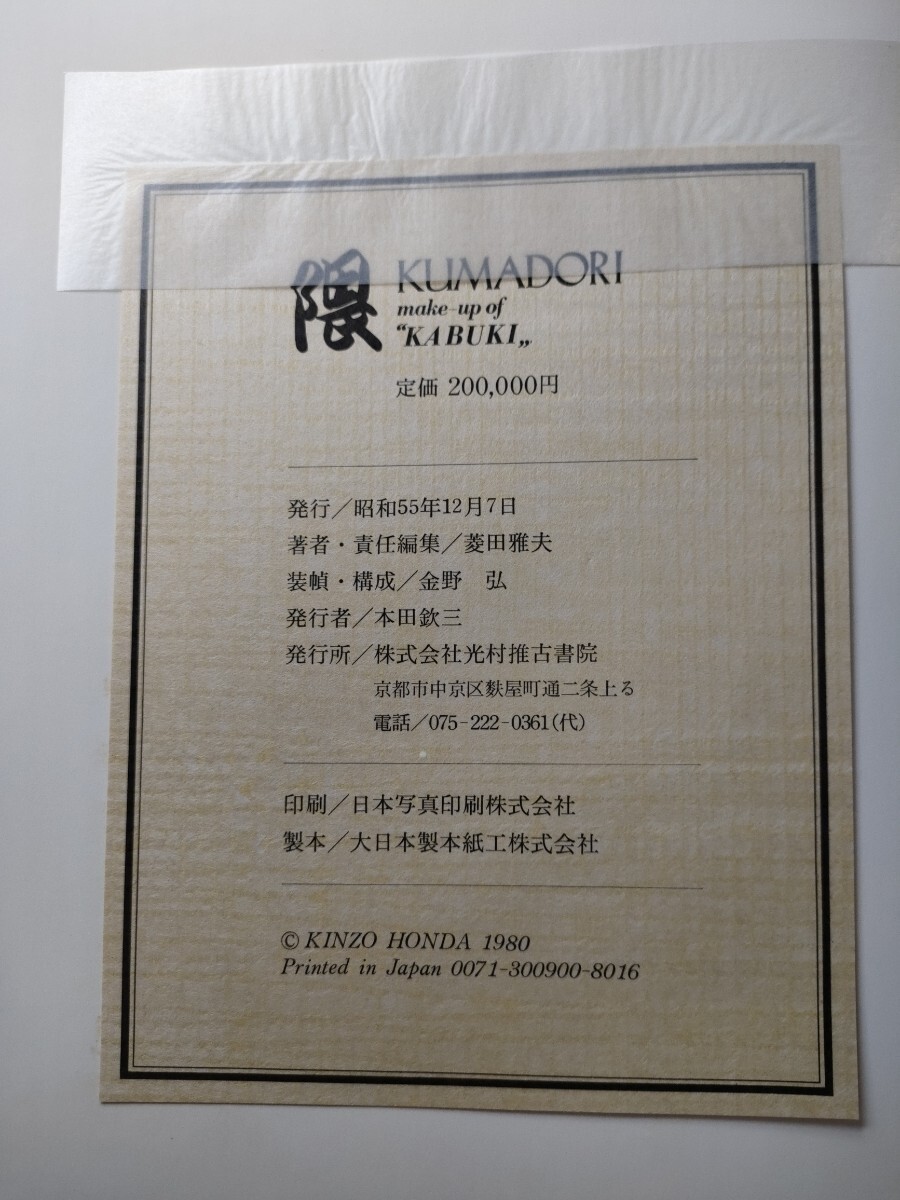 隈 KUMADORI
make-up of
“KABUKI„
定価 200,000円
発行／昭和55年12月7日
著者・責任編集／菱田雅夫
装幀・構成／金野　弘
発行者／本田欽三
発行所／株式会社光村推古書院
京都市中京区麩屋町通二条上る
電話／075-222-0361(代)
印刷／日本写真印刷株式会社
製本／大日本製本紙工株式会社
© KINZO HONDA 1980
Printed in Japan 0071-300900-8016